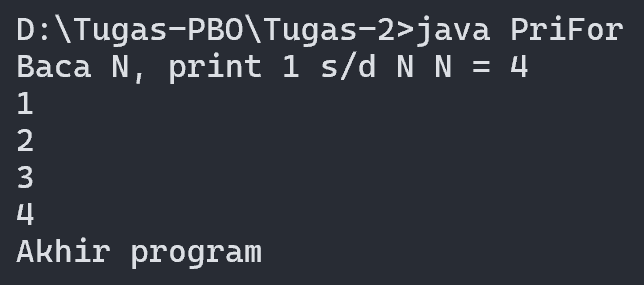 D:\Tugas-PBO\Tugas-2>java PriFor
Baca N, print 1 s/d N N = 4
1
2
3
4
Akhir program